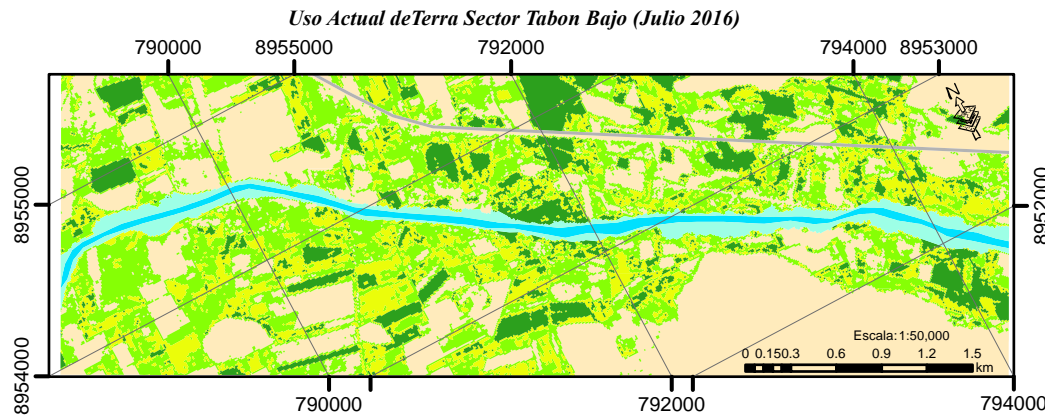 Uso Actual deTerra Sector Tabon Bajo (Julio 2016)
790000 8955000 792000 794000 8953000
N
8955000
8952000
8954000
Escala: 1:50,000
0 0.150.3 0.6 0.9 1.2 1.5
km
790000 792000 794000